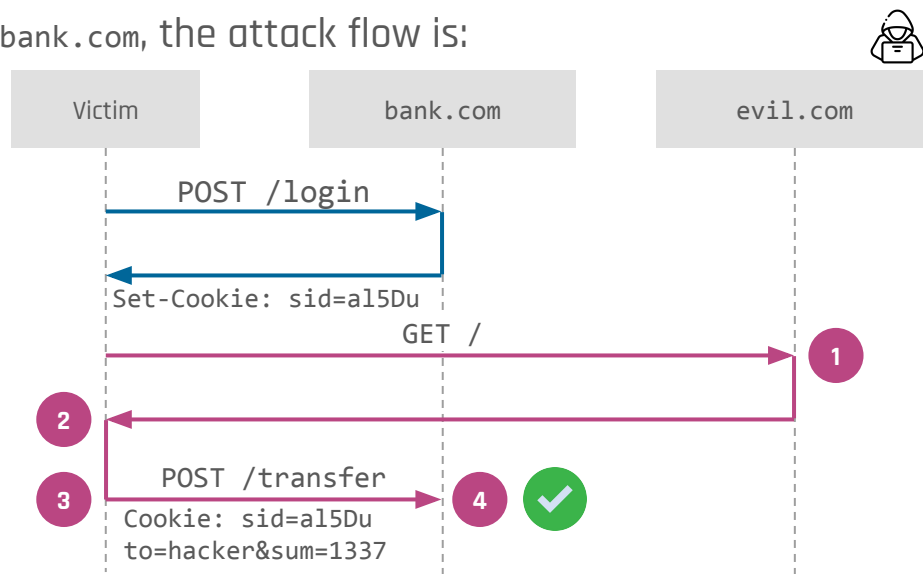 bank.com, the attack flow is:
Victim
bank.com
evil.com
POST /login
Set-Cookie: sid=al5Du
GET /
1
2
POST /transfer
3
4
Cookie: sid=al5Du
to=hacker&sum=1337